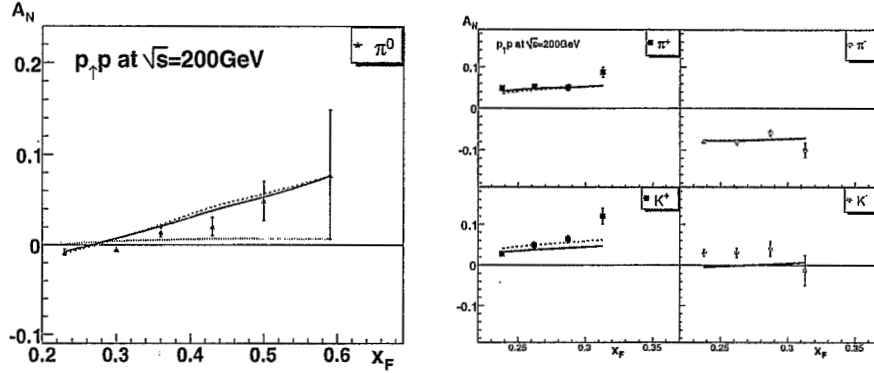 A_N
0.2
0.1
0
-0.1
p↑p at √s=200GeV
π⁰
0.2 0.3 0.4 0.5 0.6
x_F
A_N
p↑p at √s=200GeV
π⁺
π⁻
0.1
0
-0.1
K⁺
K⁻
0.1
0
-0.1
0.25 0.3 0.35 0.25 0.3 0.35
x_F x_F